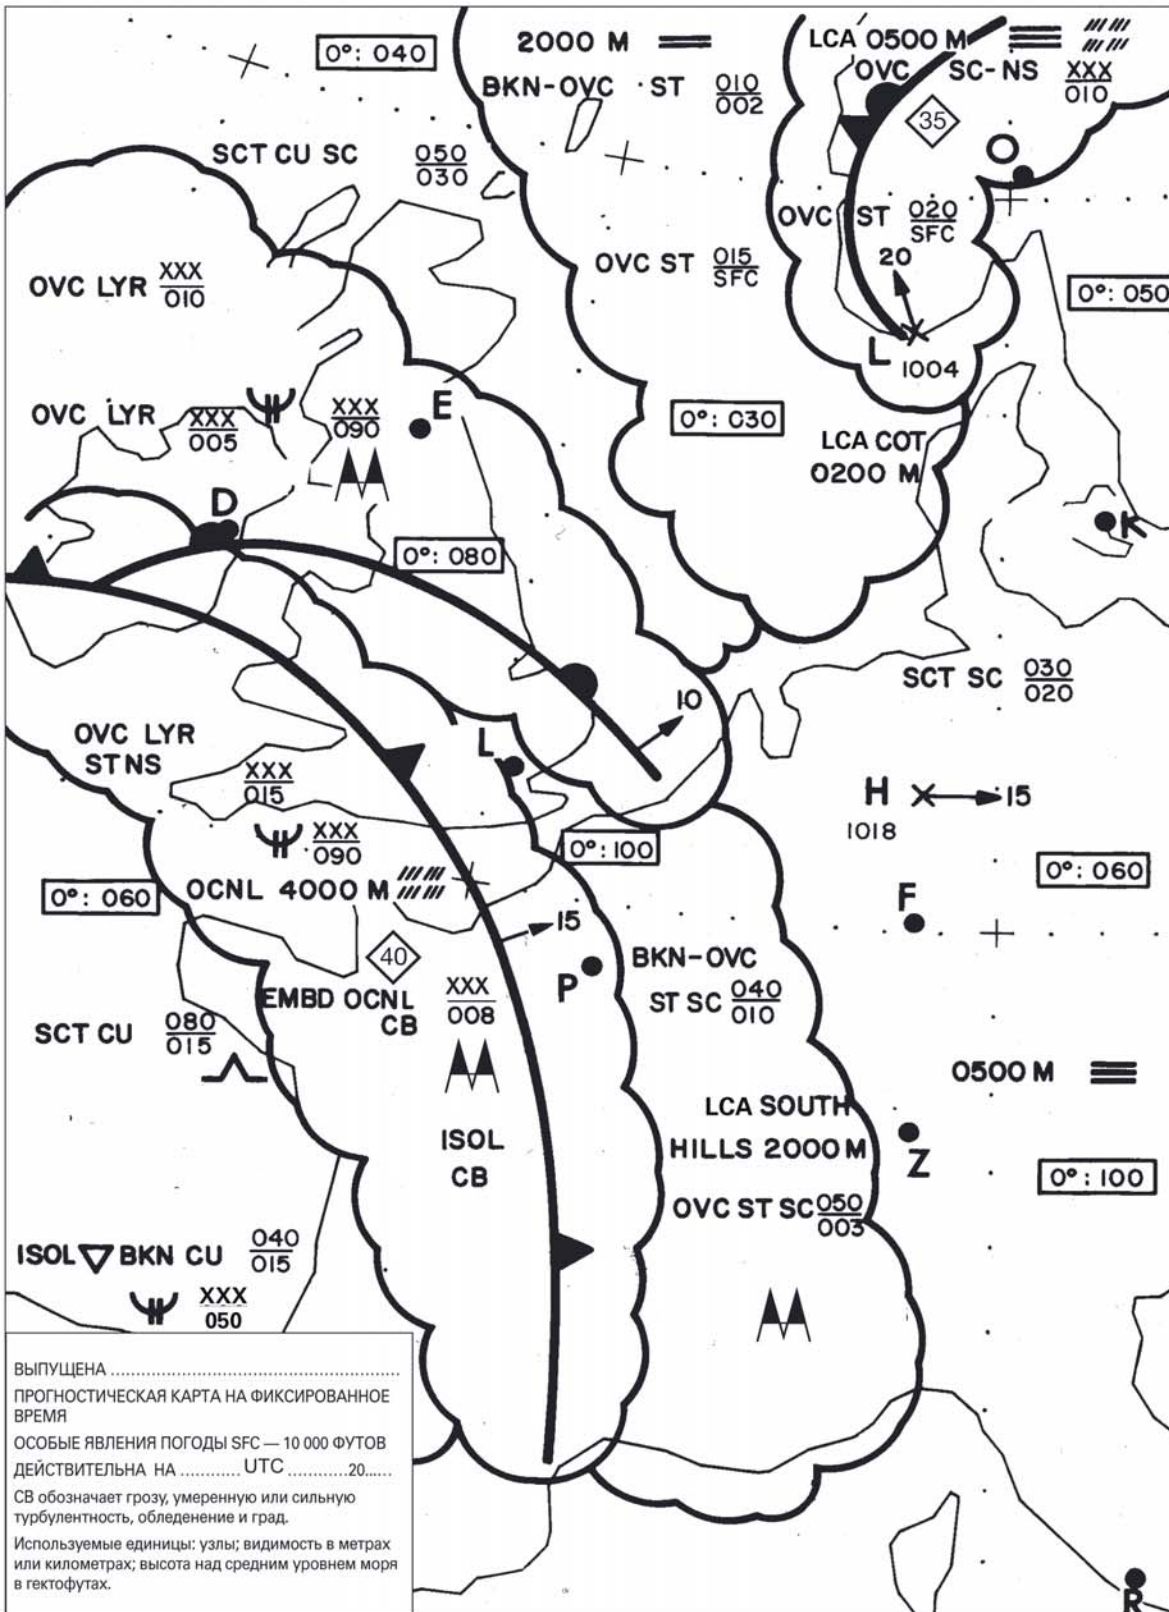 0°: 040
2000 M
BKN-OVC ST 010
002
LCA 0500 M
OVC SC-NS XXX
010
35
O
SCT CU SC 050
030
OVC ST 020
SFC
20
OVC ST 015
SFC
OVC LYR XXX
010
0°: 050
L 1004
OVC LYR XXX
005
XXX
090
E
0°: 030
LCA COT
0200 M
K
D
0°: 080
SCT SC 030
020
10
OVC LYR
STNS
XXX
015
L
H 15
1018
XXX
090
0°: 100
0°: 060
OCNL 4000 M
0°: 060
F
15
40
P
BKN-OVC
ST SC 040
010
EMBD OCNL
CB
XXX
008
SCT CU 080
015
0500 M
LCA SOUTH
HILLS 2000 M
Z
ISOL
CB
0°: 100
OVC ST SC 050
003
ISOL BKN CU 040
015
XXX
050
ВЫПУЩЕНА ..................................................
ПРОГНОСТИЧЕСКАЯ КАРТА НА ФИКСИРОВАННОЕ
ВРЕМЯ
ОСОБЫЕ ЯВЛЕНИЯ ПОГОДЫ SFC — 10 000 ФУТОВ
ДЕЙСТВИТЕЛЬНА НА ............ UTC ............20......
СВ обозначает грозу, умеренную или сильную
турбулентность, обледенение и град.
Используемые единицы: узлы; видимость в метрах
или километрах; высота над средним уровнем моря
в гектофутах.
R